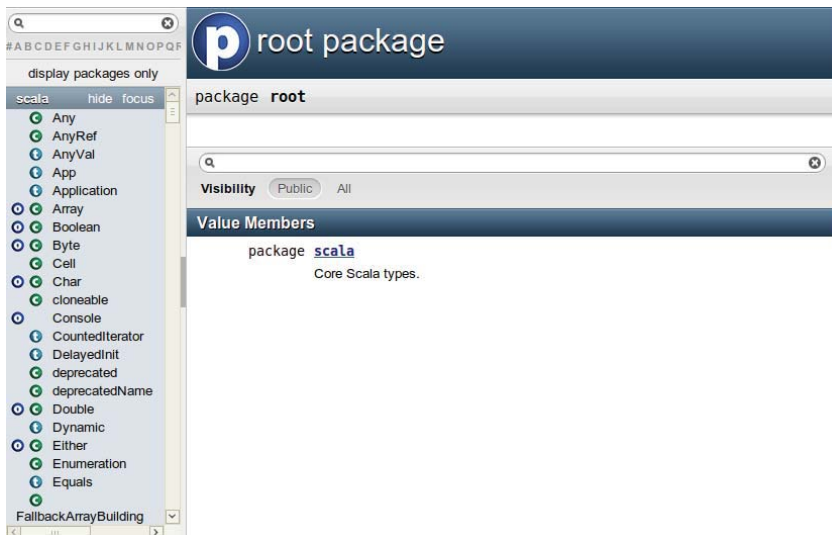 #ABCDEFGHIJKLMNOPQR
display packages only
scala hide focus
Any
AnyRef
AnyVal
App
Application
Array
Boolean
Byte
Cell
Char
cloneable
Console
CountedIterator
DelayedInit
deprecated
deprecatedName
Double
Dynamic
Either
Enumeration
Equals
FallbackArrayBuilding
p root package
package root
Visibility Public All
Value Members
package scala
Core Scala types.